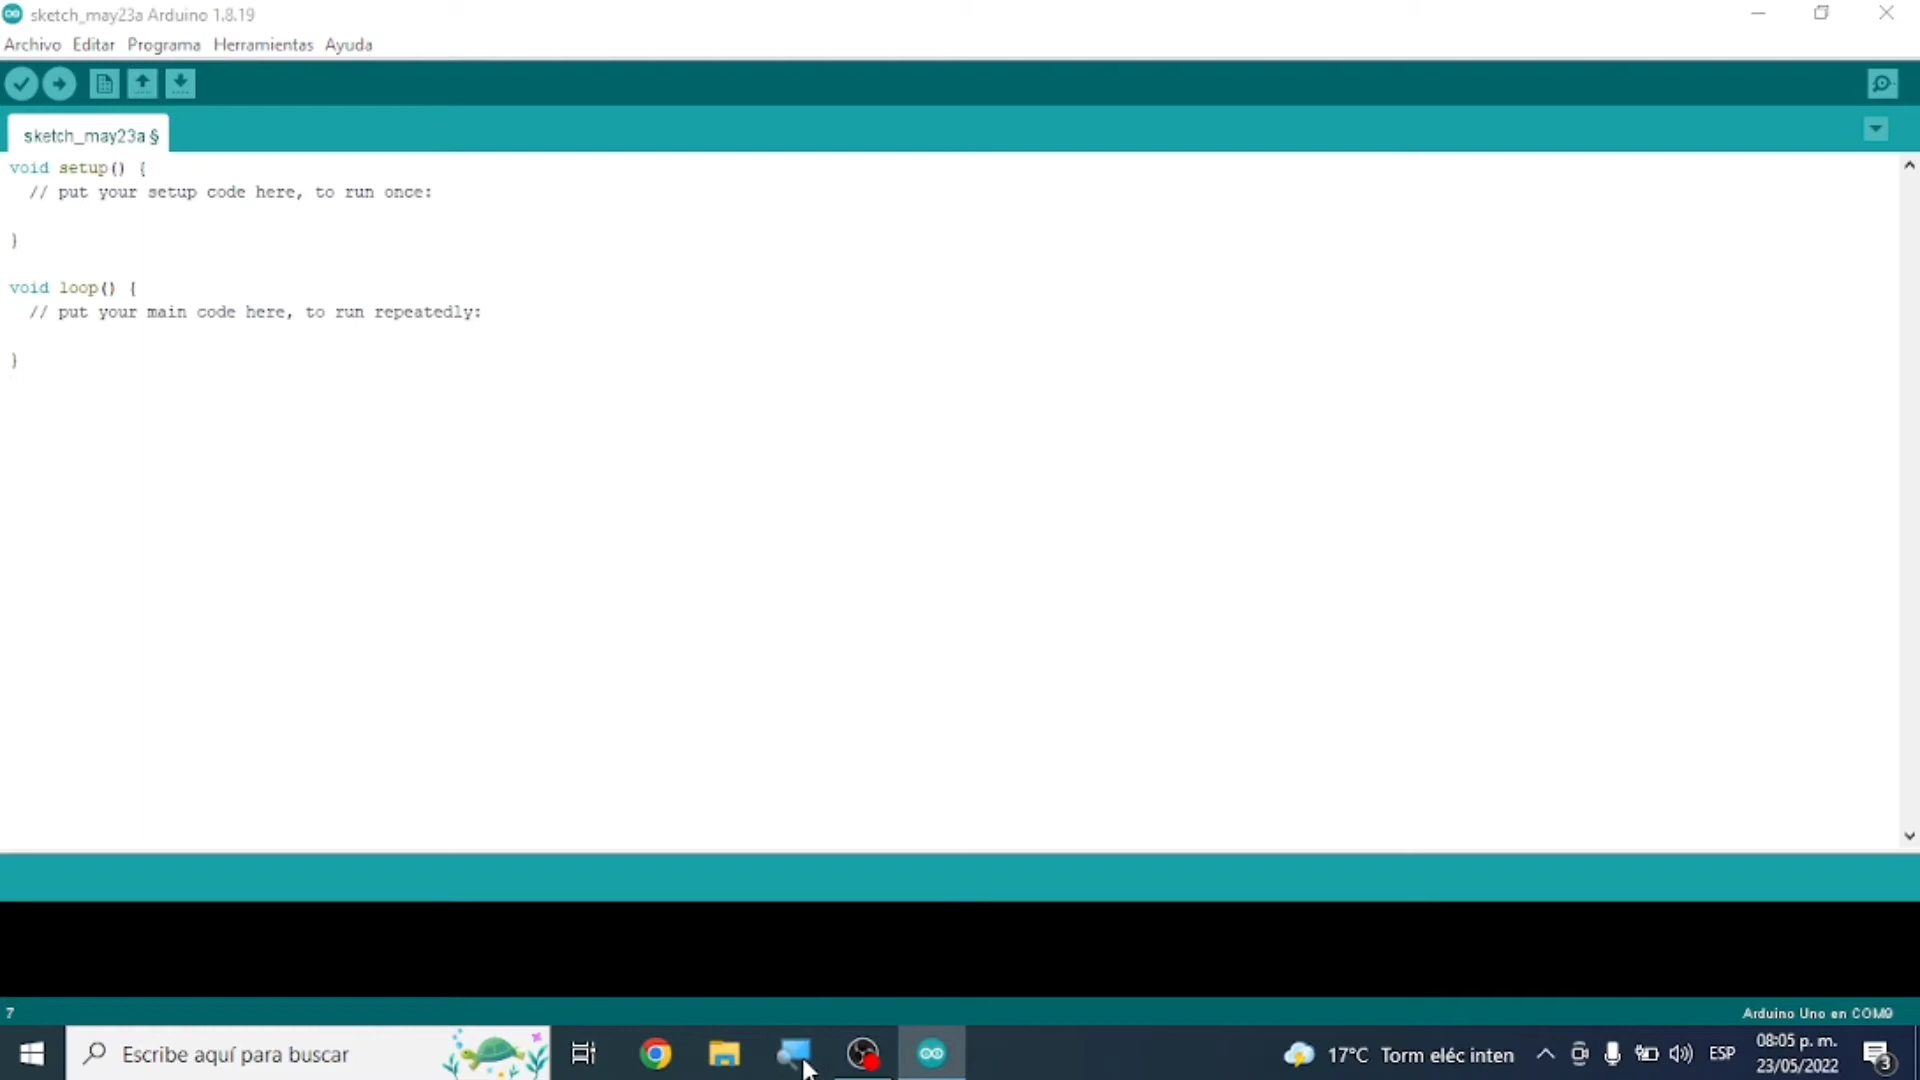 sketch_may23a Arduino 1.8.19
Archivo Editar Programa Herramientas Ayuda
sketch_may23a §
void setup() {
// put your setup code here, to run once:
}
void loop() {
// put your main code here, to run repeatedly:
}
7
Arduino Uno en COM9
Escribe aquí para buscar
17°C Torm eléc inten
ESP
08:05 p. m.
23/05/2022
3